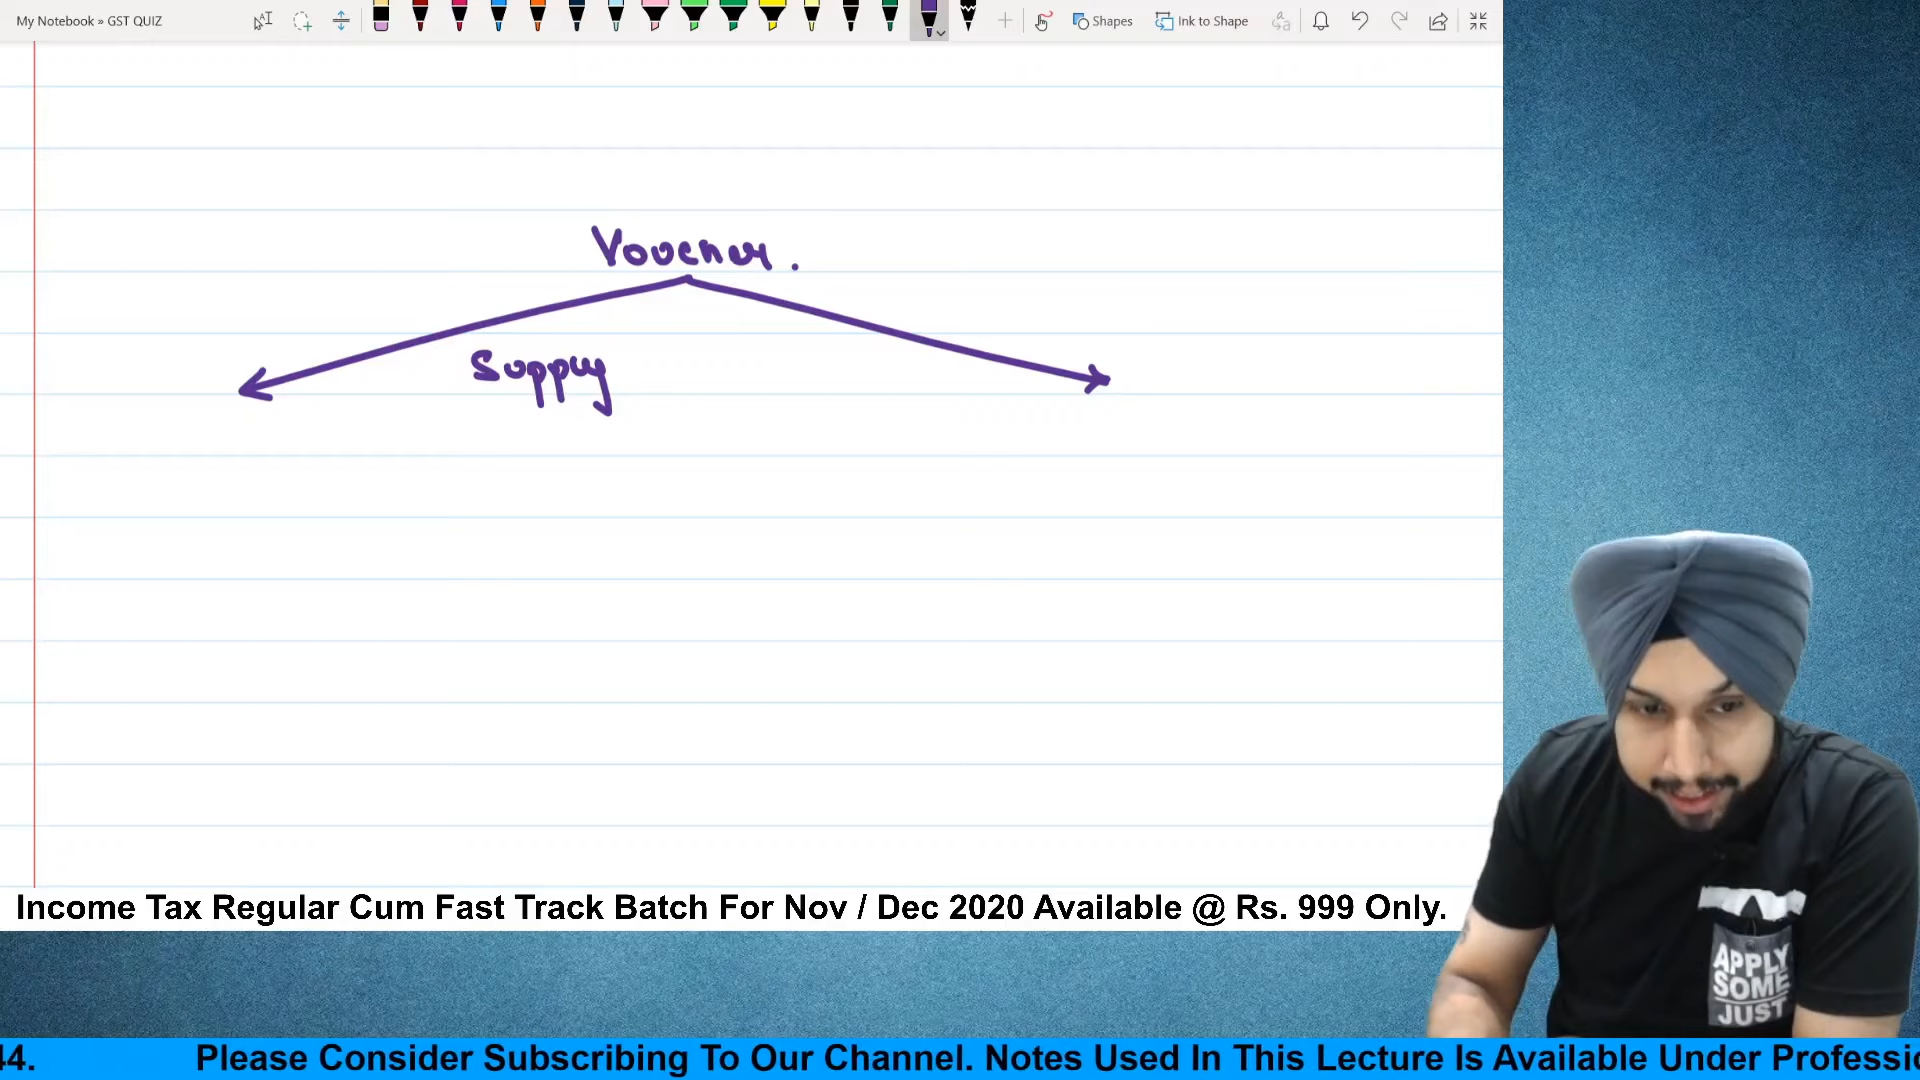 My Notebook » GST QUIZ
Shapes
Ink to Shape
Voucher.
Supply
Income Tax Regular Cum Fast Track Batch For Nov / Dec 2020 Available @ Rs. 999 Only.
APPLY
SOME
JUST
44. Please Consider Subscribing To Our Channel. Notes Used In This Lecture Is Available Under Professio